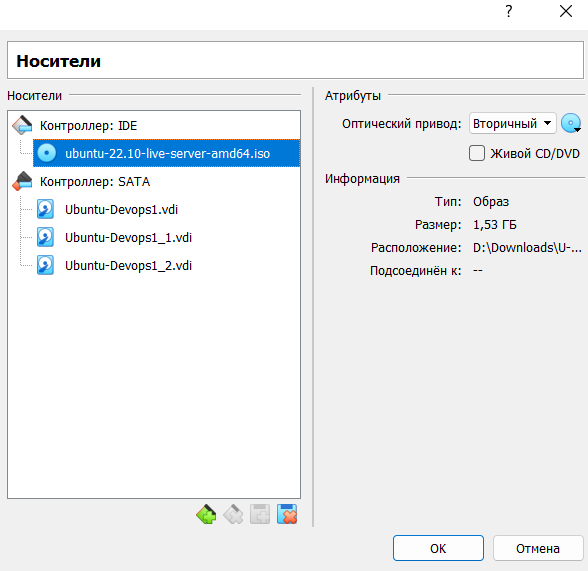 ?
Носители
Носители
Контроллер: IDE
ubuntu-22.10-live-server-amd64.iso
Контроллер: SATA
Ubuntu-Devops1.vdi
Ubuntu-Devops1_1.vdi
Ubuntu-Devops1_2.vdi
Атрибуты
Оптический привод: Вторичный
Живой CD/DVD
Информация
Тип: Образ
Размер: 1,53 ГБ
Расположение: D:\Downloads\U-...
Подсоединён к: --
OK
Отмена